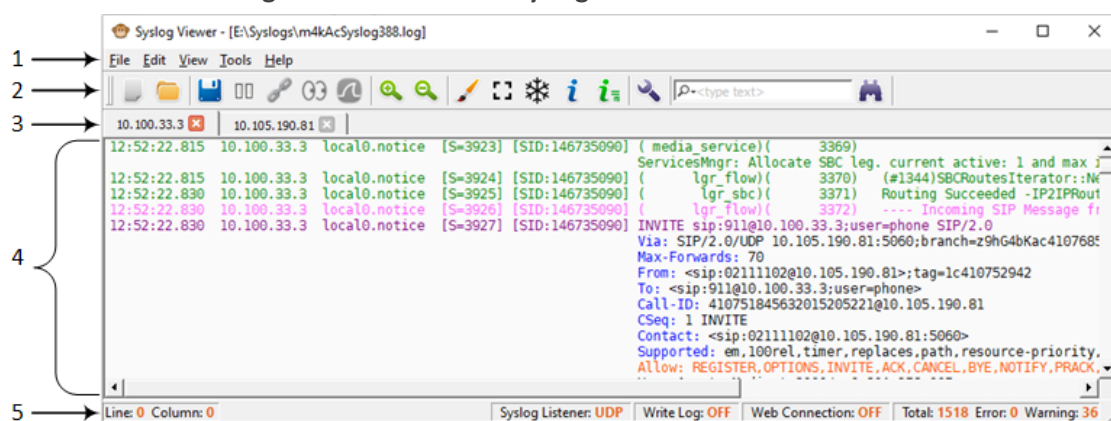 Syslog Viewer - [E:\Syslogs\m4kAcSyslog388.log]
1
File Edit View Tools Help
2
<type text>
3
10.100.33.3 10.105.190.81
4
12:52:22.815 10.100.33.3 local0.notice [S=3923] [SID:146735090] ( media_service)( 3369)
ServicesMngr: Allocate SBC leg. current active: 1 and max
12:52:22.815 10.100.33.3 local0.notice [S=3924] [SID:146735090] ( lgr_flow)( 3370) (#1344)SBCRoutesIterator::Ne
12:52:22.830 10.100.33.3 local0.notice [S=3925] [SID:146735090] ( lgr_sbc)( 3371) Routing Succeeded -IP2IPRout
12:52:22.830 10.100.33.3 local0.notice [S=3926] [SID:146735090] ( lgr_flow)( 3372) ---- Incoming SIP Message fr
12:52:22.830 10.100.33.3 local0.notice [S=3927] [SID:146735090] INVITE sip:911@10.100.33.3;user=phone SIP/2.0
Via: SIP/2.0/UDP 10.105.190.81:5060;branch=z9hG4bKac4107685
Max-Forwards: 70
From: <sip:02111102@10.105.190.81>;tag=1c410752942
To: <sip:911@10.100.33.3;user=phone>
Call-ID: 410751845632015205221@10.105.190.81
CSeq: 1 INVITE
Contact: <sip:02111102@10.105.190.81:5060>
Supported: em,100rel,timer,replaces,path,resource-priority,
Allow: REGISTER,OPTIONS,INVITE,ACK,CANCEL,BYE,NOTIFY,PRACK,
5
Line: 0 Column: 0 Syslog Listener: UDP Write Log: OFF Web Connection: OFF Total: 1518 Error: 0 Warning: 36